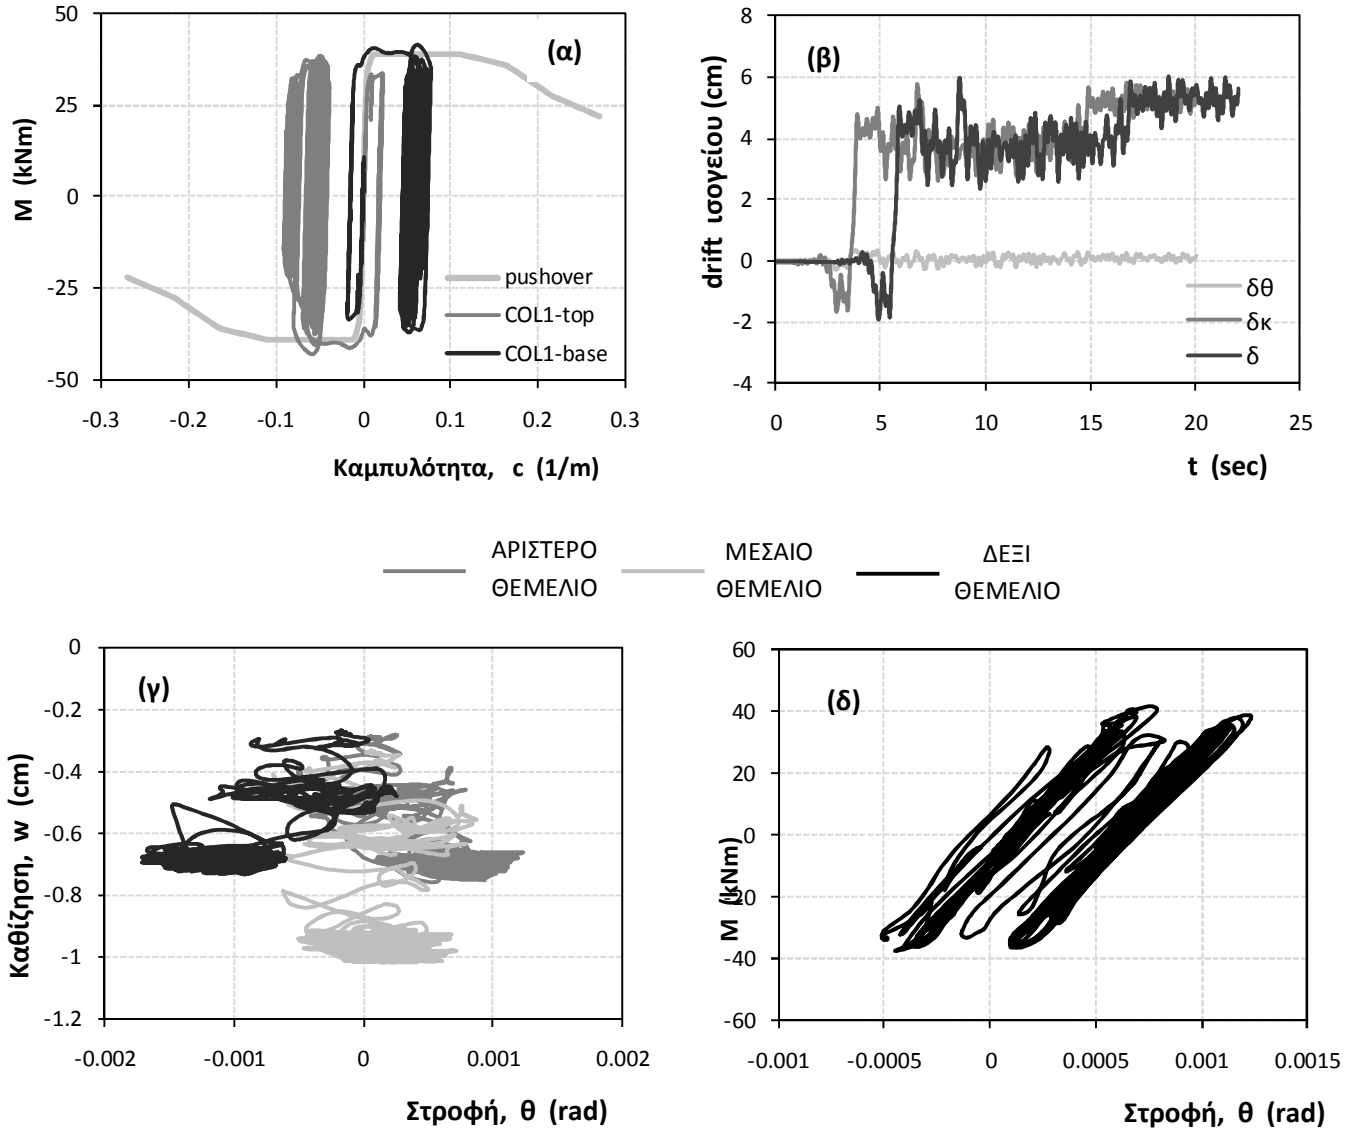 (α)
50
25
0
-25
-50
M (kNm)
pushover
COL1-top
COL1-base
-0.3
-0.2
-0.1
0
0.1
0.2
0.3
Καμπυλότητα, c (1/m)
(β)
8
6
4
2
0
-2
-4
drift ισογείου (cm)
δθ
δκ
δ
0
5
10
15
20
25
t (sec)
ΑΡΙΣΤΕΡΟ
ΘΕΜΕΛΙΟ
ΜΕΣΑΙΟ
ΘΕΜΕΛΙΟ
ΔΕΞΙ
ΘΕΜΕΛΙΟ
(γ)
0
-0.2
-0.4
-0.6
-0.8
-1
-1.2
Καθίζηση, w (cm)
-0.002
-0.001
0
0.001
0.002
Στροφή, θ (rad)
(δ)
60
40
20
0
-20
-40
-60
M (kNm)
-0.001
-0.0005
0
0.0005
0.001
0.0015
Στροφή, θ (rad)